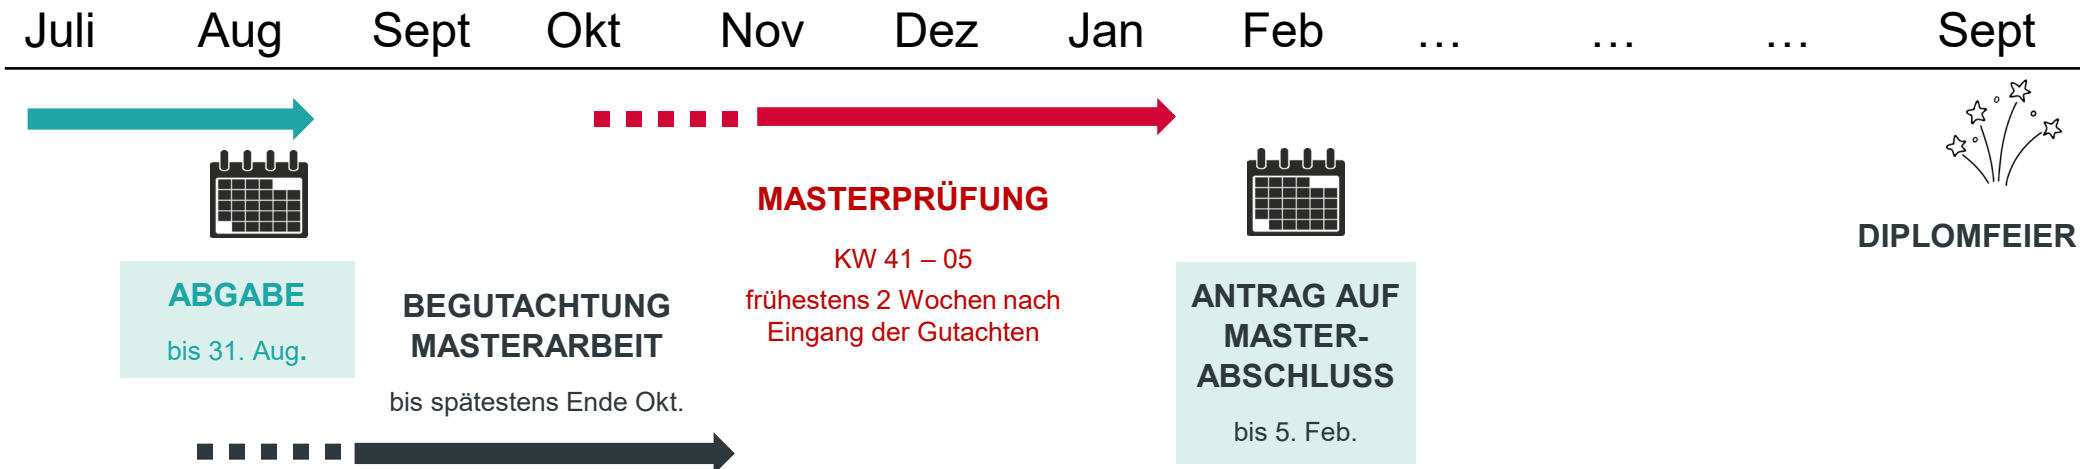 Juli Aug Sept Okt Nov Dez Jan Feb ... ... ... Sept
ABGABE
bis 31. Aug.
BEGUTACHTUNG
MASTERARBEIT
bis spätestens Ende Okt.
MASTERPRÜFUNG
KW 41 – 05
frühestens 2 Wochen nach
Eingang der Gutachten
ANTRAG AUF
MASTER-
ABSCHLUSS
bis 5. Feb.
DIPLOMFEIER